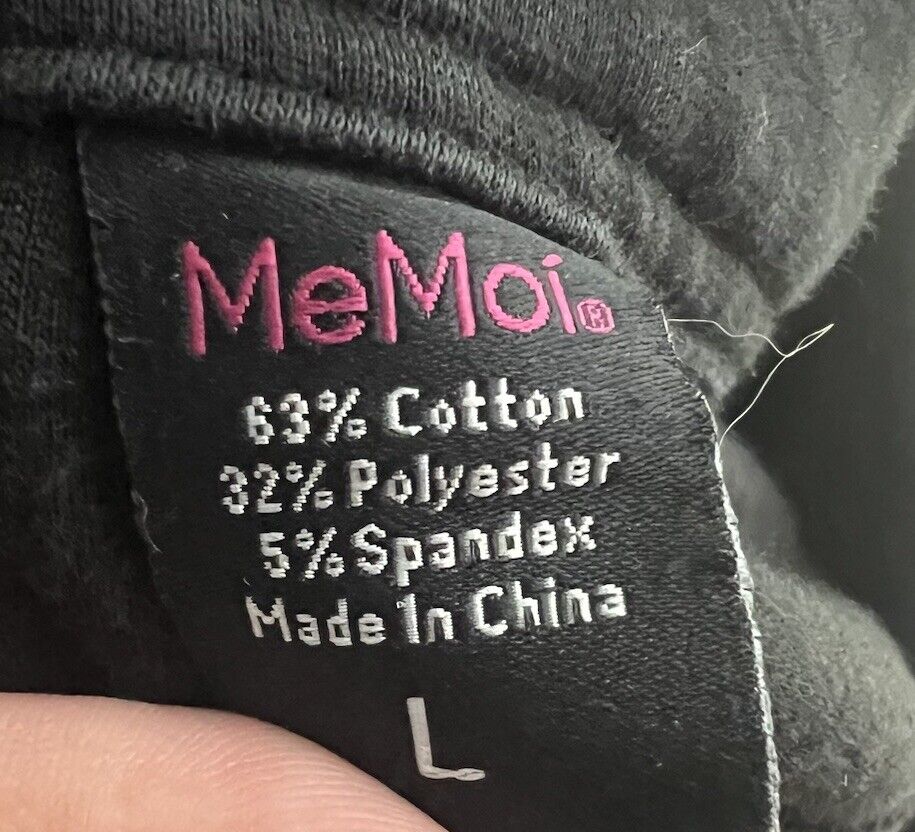 MeMoi®
63% Cotton
32% Polyester
5% Spandex
Made In China
L